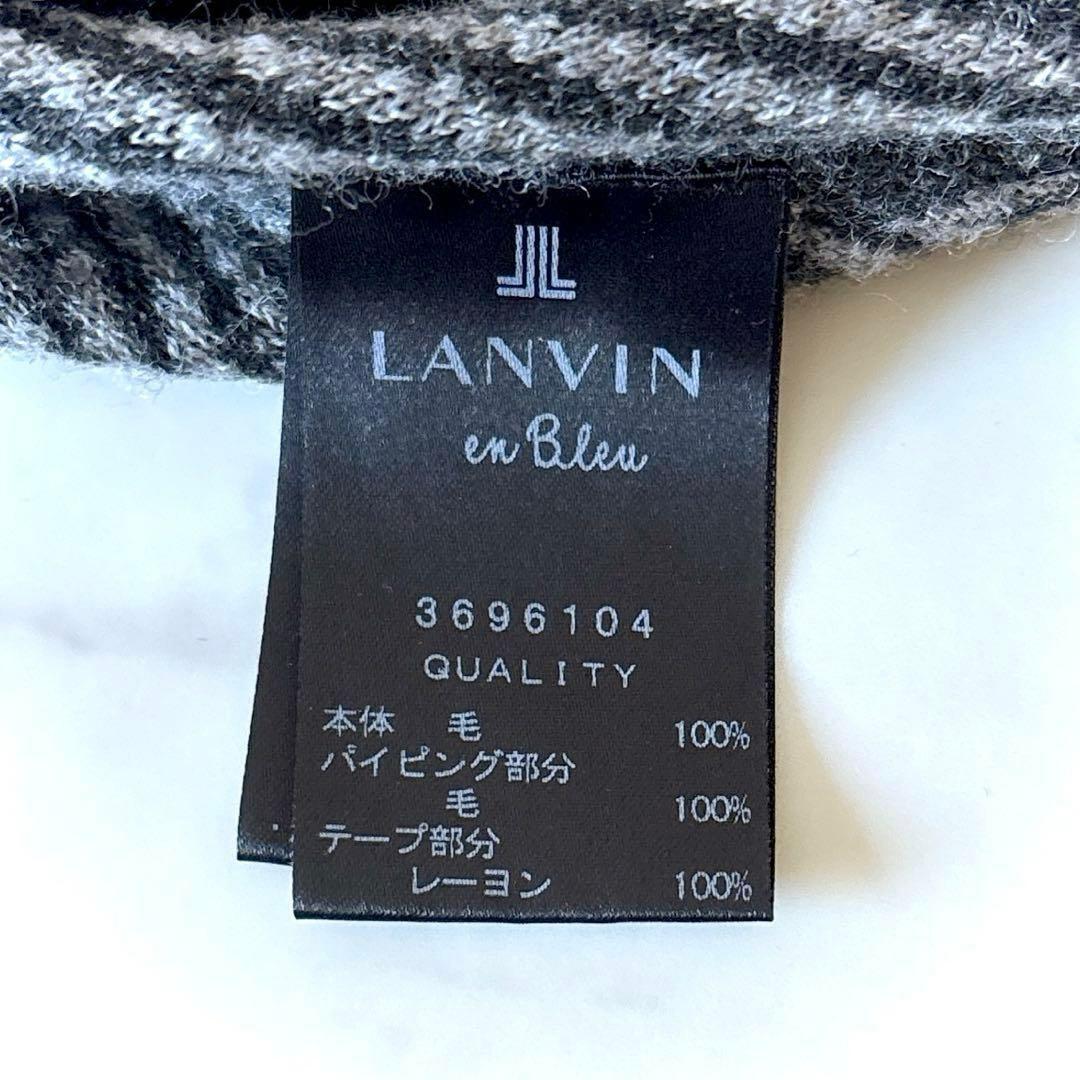 LANVIN
en Bleu
3696104
QUALITY
本体 毛 100%
パイピング部分
毛 100%
テープ部分
レーヨン 100%